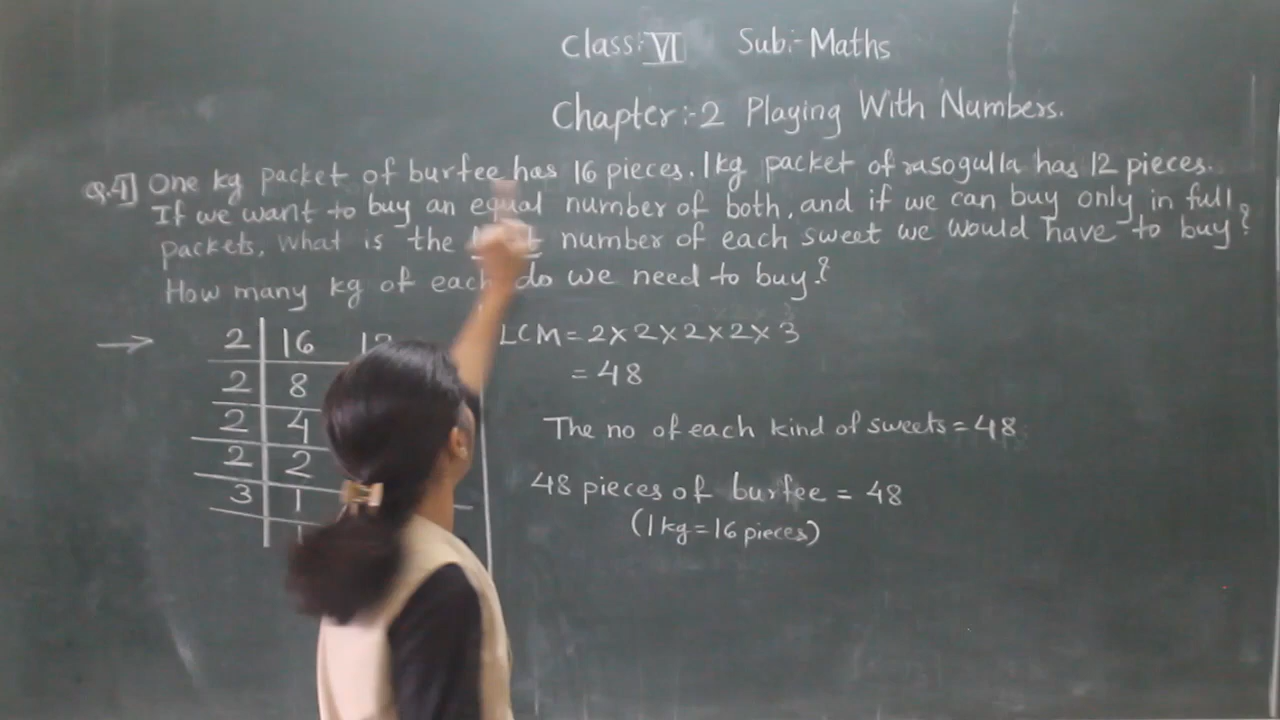 Class:- VI Sub:- Maths
Chapter:-2 Playing With Numbers.
Q.4] One kg packet of burfee has 16 pieces. 1kg packet of rasogulla has 12 pieces.
If we want to buy an equal number of both, and if we can buy only in full
packets, what is the number of each sweet we would have to buy?
How many kg of each do we need to buy?
→ 2 16
2 8
2 4
2 2
3 1
LCM = 2×2×2×2×3
= 48
The no of each kind of sweets = 48
48 pieces of burfee = 48
(1kg = 16 pieces)